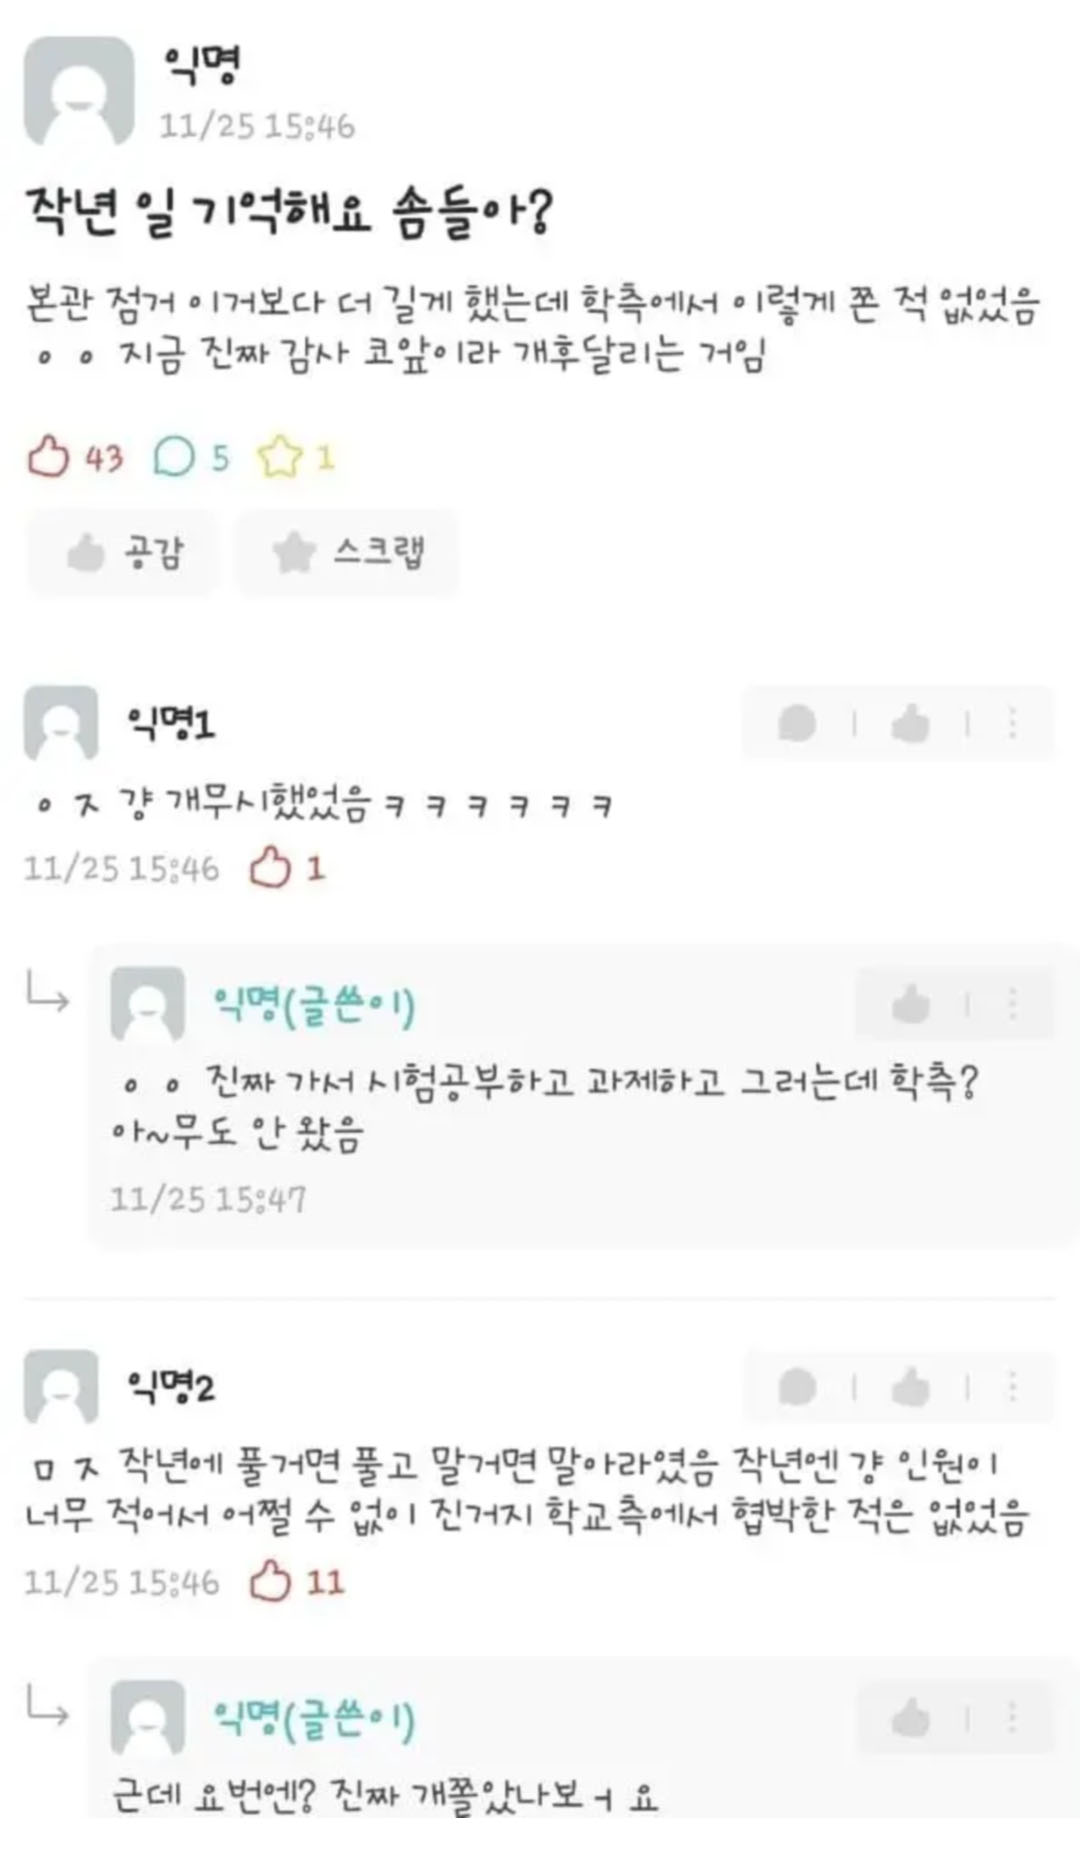 익명
11/25 15:46
작년 일 기억해요 솜들아?
본관 점거 이거보다 더 길게 했는데 학측에서 이렇게 쫀 적 없었음
ㅇㅇ 지금 진짜 감사 코앞이라 개후달리는 거임
43 5 1
공감 스크랩
익명1
ㅇㅈ 걍 개무시했었음ㅋㅋㅋㅋㅋㅋ
11/25 15:46 1
익명(글쓴이)
ㅇㅇ 진짜 가서 시험공부하고 과제하고 그러는데 학측?
아~무도 안 왔음
11/25 15:47
익명2
ㅁㅈ 작년에 풀거면 풀고 말거면 말아라였음 작년엔 걍 인원이
너무 적어서 어쩔 수 없이 진거지 학교측에서 협박한 적은 없었음
11/25 15:46 11
익명(글쓴이)
근데 요번엔? 진짜 개쫄았나보ㅓ요